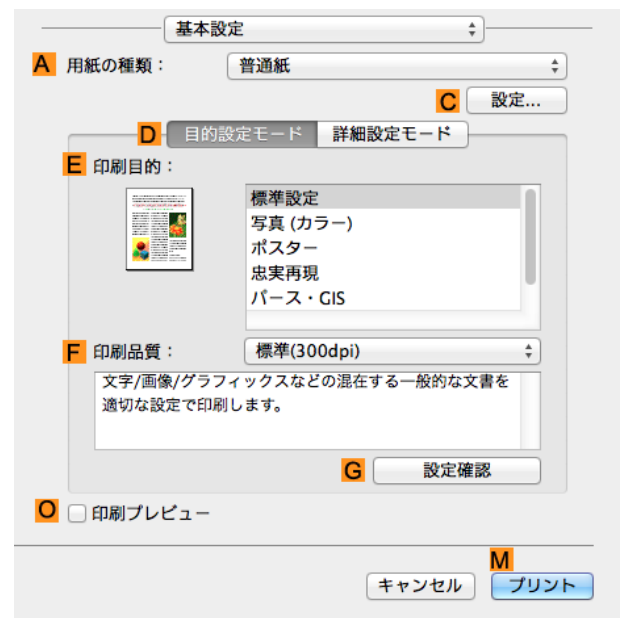 基本設定
A 用紙の種類： 普通紙
C 設定...
D 目的設定モード 詳細設定モード
E 印刷目的：
標準設定
写真 (カラー)
ポスター
忠実再現
パース・GIS
F 印刷品質： 標準(300dpi)
文字/画像/グラフィックスなどの混在する一般的な文書を
適切な設定で印刷します。
G 設定確認
O 印刷プレビュー
M
キャンセル プリント